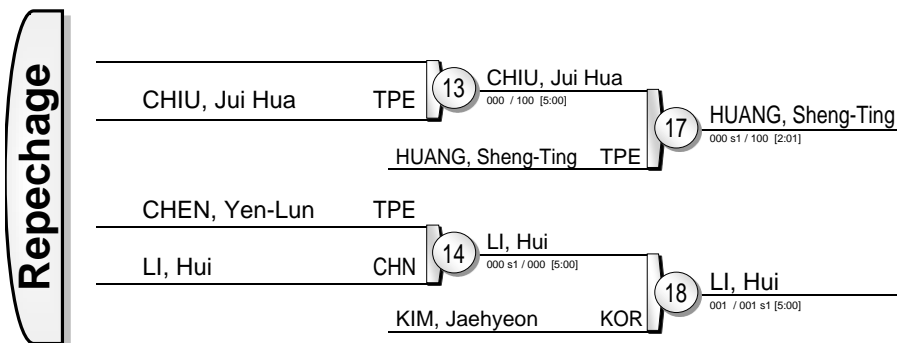 Repechage
CHIU, Jui Hua TPE
13
CHIU, Jui Hua
000 / 100 [5:00]
HUANG, Sheng-Ting TPE
17
HUANG, Sheng-Ting
000 s1 / 100 [2:01]
CHEN, Yen-Lun TPE
LI, Hui CHN
14
LI, Hui
000 s1 / 000 [5:00]
KIM, Jaehyeon KOR
18
LI, Hui
001 / 001 s1 [5:00]